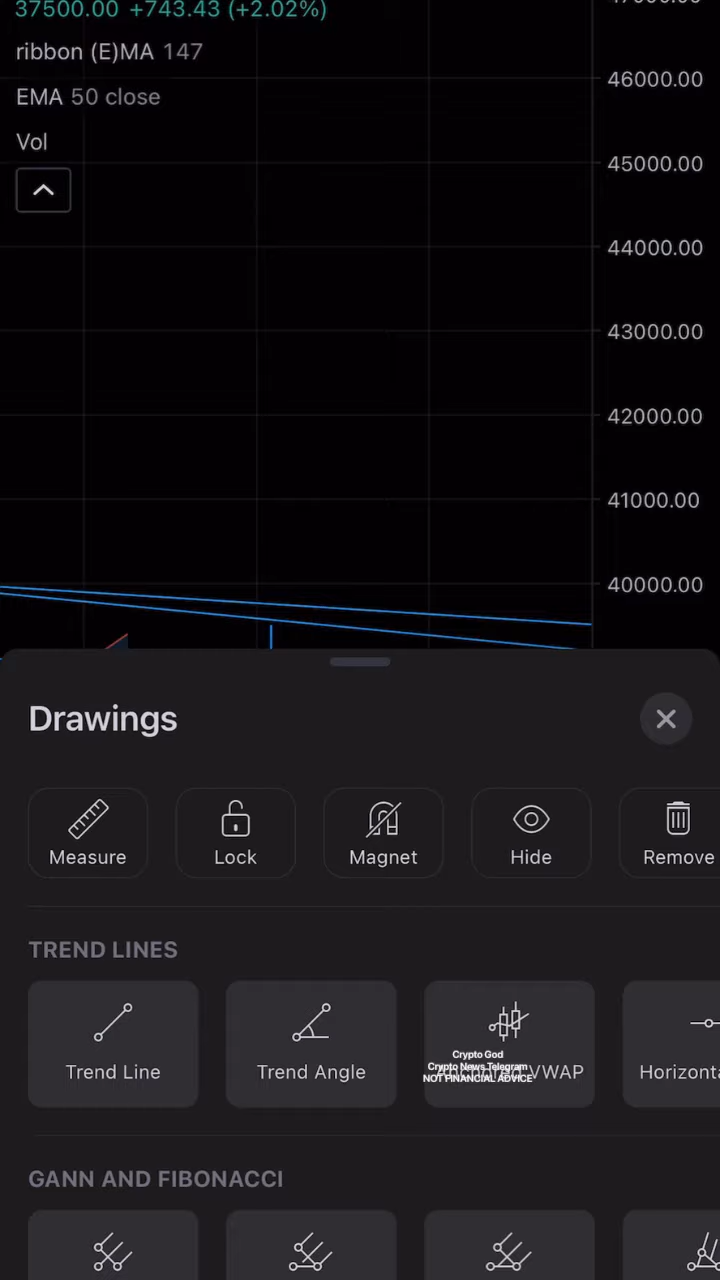 37500.00 +743.43 (+2.02%)
ribbon (E)MA 147
EMA 50 close
Vol
46000.00
45000.00
44000.00
43000.00
42000.00
41000.00
40000.00
Drawings
Measure
Lock
Magnet
Hide
Remove
TREND LINES
Trend Line
Trend Angle
VWAP
Crypto God
Crypto News Telegram
NOT FINANCIAL ADVICE
GANN AND FIBONACCI